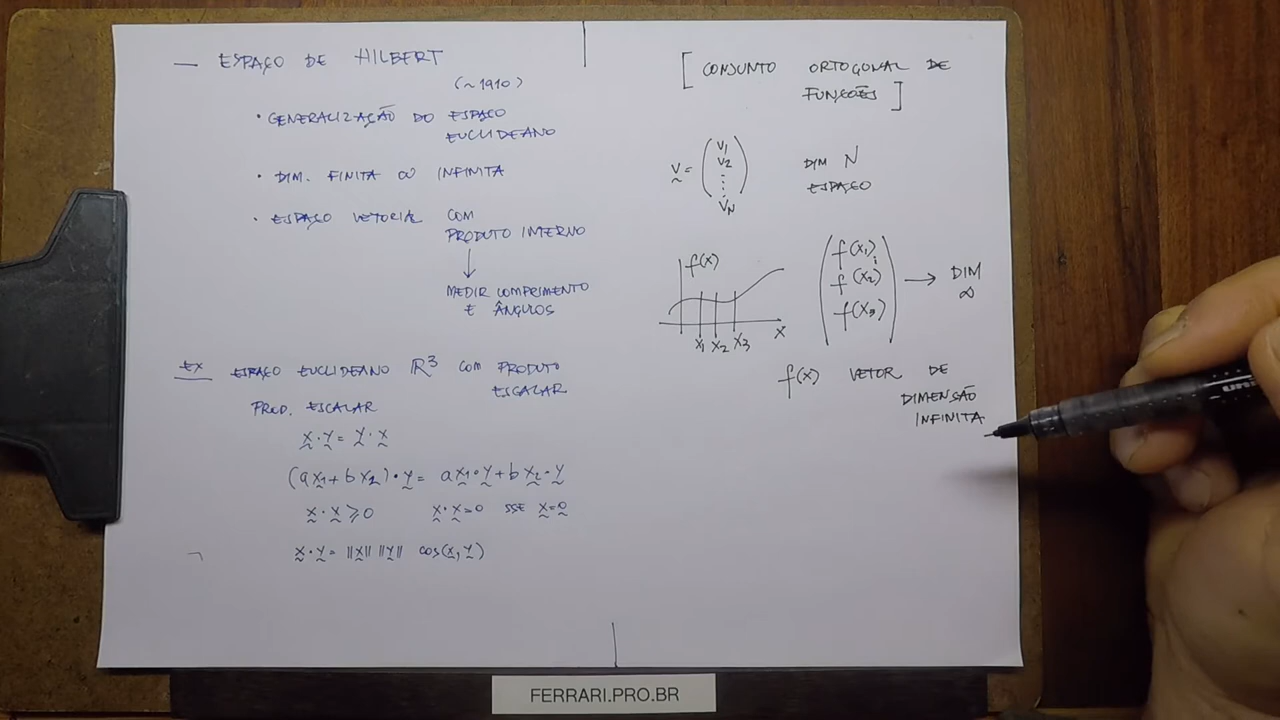 — ESPAÇO DE HILBERT
(~1910)
• GENERALIZAÇÃO DO ESPAÇO
EUCLIDEANO
• DIM. FINITA OU INFINITA
• ESPAÇO VETORIAL COM
PRODUTO INTERNO
↓
MEDIR COMPRIMENTO
E ÂNGULOS
EX ESPAÇO EUCLIDEANO ℝ³ COM PRODUTO
ESCALAR
PROD. ESCALAR
x · y = y · x
(a x₁ + b x₂) · y = a x₁ · y + b x₂ · y
x · x ⩾ 0 x · x = 0 SSE x = 0
x · y = ||x|| ||y|| cos(x, y)
[CONJUNTO ORTOGONAL DE
FUNÇÕES]
v = (v₁
v₂
⋮
v_N) DIM N
ESPAÇO
f(x)
x₁ x₂ x₃ x
(f(x₁)
f(x₂)
f(x₃)) → DIM
∞
f(x) VETOR DE
DIMENSÃO
INFINITA
uni
FERRARI.PRO.BR